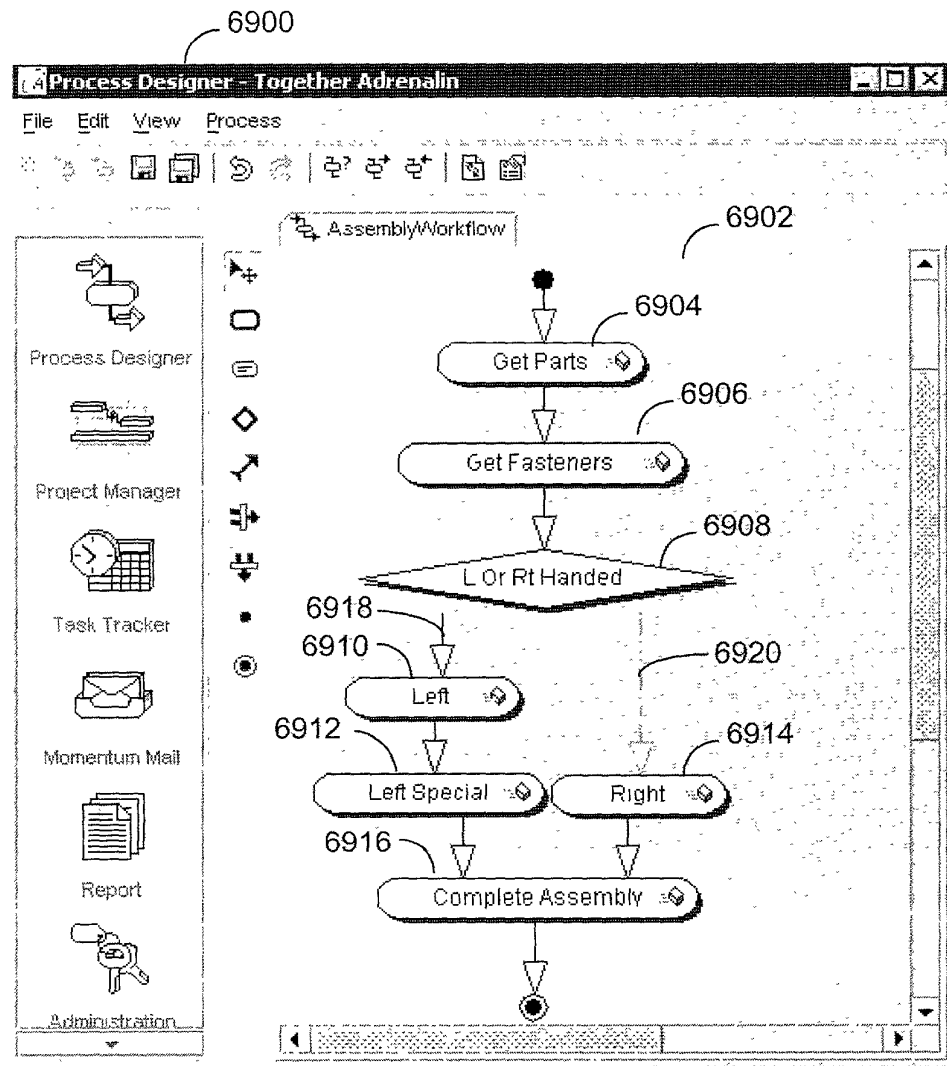 6900
Process Designer - Together Adrenalin
File Edit View Process
AssemblyWorkflow
6902
Process Designer
Project Manager
Task Tracker
Momentum Mail
Report
Administration
6904
Get Parts
6906
Get Fasteners
6908
L Or Rt Handed
6918
6910
6920
Left
6912
6914
Left Special
Right
6916
Complete Assembly